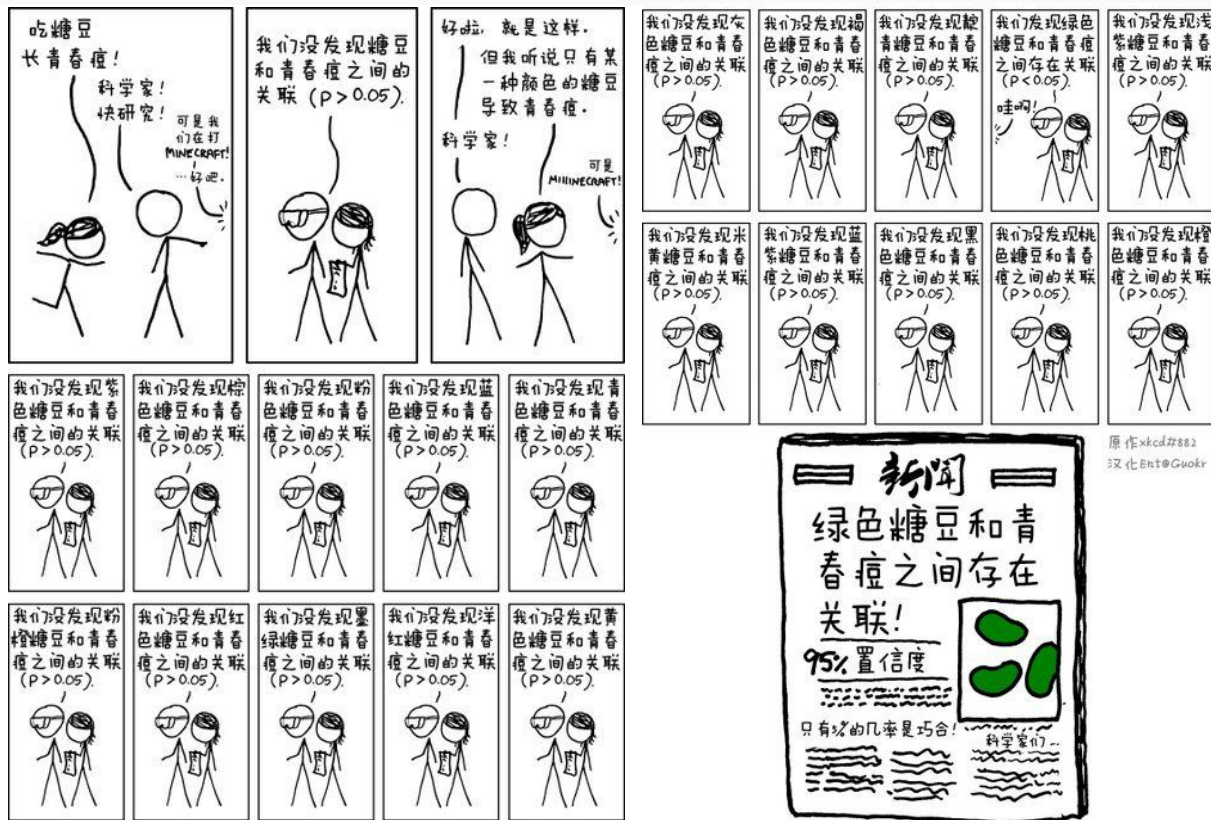 吃糖豆
长青春痘!
科学家!
快研究!
可是我
们在打
MINECRAFT!
…好吧.
我们没发现糖豆
和青春痘之间的
关联 (P>0.05).
好啦, 就是这样.
但我听说只有某
一种颜色的糖豆
导致青春痘.
科学家!
可是
MIIIINECRAFT!
我们没发现紫
色糖豆和青春
痘之间的关联
(P>0.05).
我们没发现棕
色糖豆和青春
痘之间的关联
(P>0.05).
我们没发现粉
色糖豆和青春
痘之间的关联
(P>0.05).
我们没发现蓝
色糖豆和青春
痘之间的关联
(P>0.05).
我们没发现青
色糖豆和青春
痘之间的关联
(P>0.05).
我们没发现粉
橙糖豆和青春
痘之间的关联
(P>0.05).
我们没发现红
色糖豆和青春
痘之间的关联
(P>0.05).
我们没发现墨
绿糖豆和青春
痘之间的关联
(P>0.05).
我们没发现洋
红糖豆和青春
痘之间的关联
(P>0.05).
我们没发现黄
色糖豆和青春
痘之间的关联
(P>0.05).
我们没发现灰
色糖豆和青春
痘之间的关联
(P>0.05).
我们没发现褐
色糖豆和青春
痘之间的关联
(P>0.05).
我们没发现靛
青糖豆和青春
痘之间的关联
(P>0.05).
我们发现绿色
糖豆和青春痘
之间存在关联
(P<0.05).
哇啊!
我们没发现浅
紫糖豆和青春
痘之间的关联
(P>0.05).
我们没发现米
黄糖豆和青春
痘之间的关联
(P>0.05).
我们没发现蓝
紫糖豆和青春
痘之间的关联
(P>0.05).
我们没发现黑
色糖豆和青春
痘之间的关联
(P>0.05).
我们没发现桃
色糖豆和青春
痘之间的关联
(P>0.05).
我们没发现橙
色糖豆和青春
痘之间的关联
(P>0.05).
原作xkcd#882
汉化Ent@Guokr
新闻
绿色糖豆和青
春痘之间存在
关联!
95% 置信度
只有5%的几率是巧合!
科学家们…